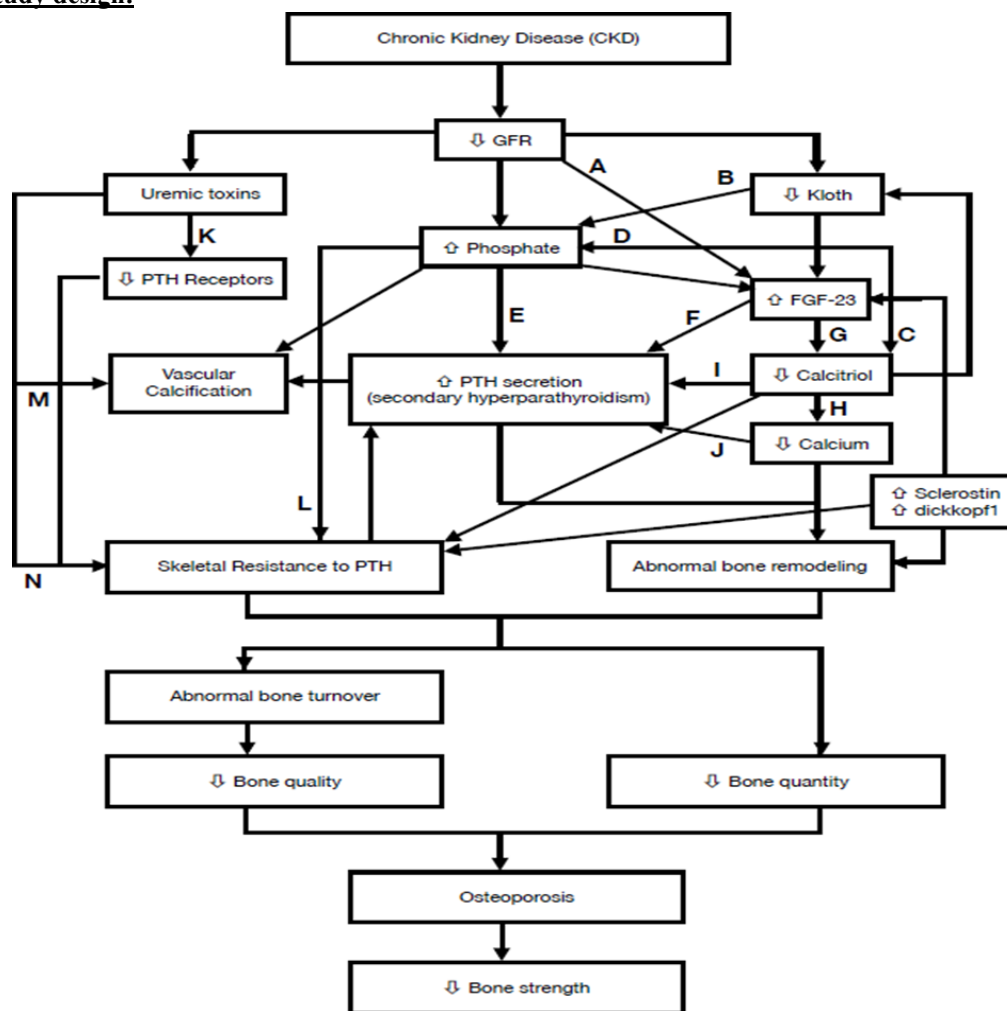 study design:
Chronic Kidney Disease (CKD)
⇩ GFR
A
B
Uremic toxins
⇩ Kloth
K
D
⇧ Phosphate
⇩ PTH Receptors
⇧ FGF-23
E
F
G
C
Vascular
Calcification
⇧ PTH secretion
(secondary hyperparathyroidism)
I
⇩ Calcitriol
M
H
J
⇩ Calcium
L
⇧ Sclerostin
⇧ dickkopf1
N
Skeletal Resistance to PTH
Abnormal bone remodeling
Abnormal bone turnover
⇩ Bone quality
⇩ Bone quantity
Osteoporosis
⇩ Bone strength